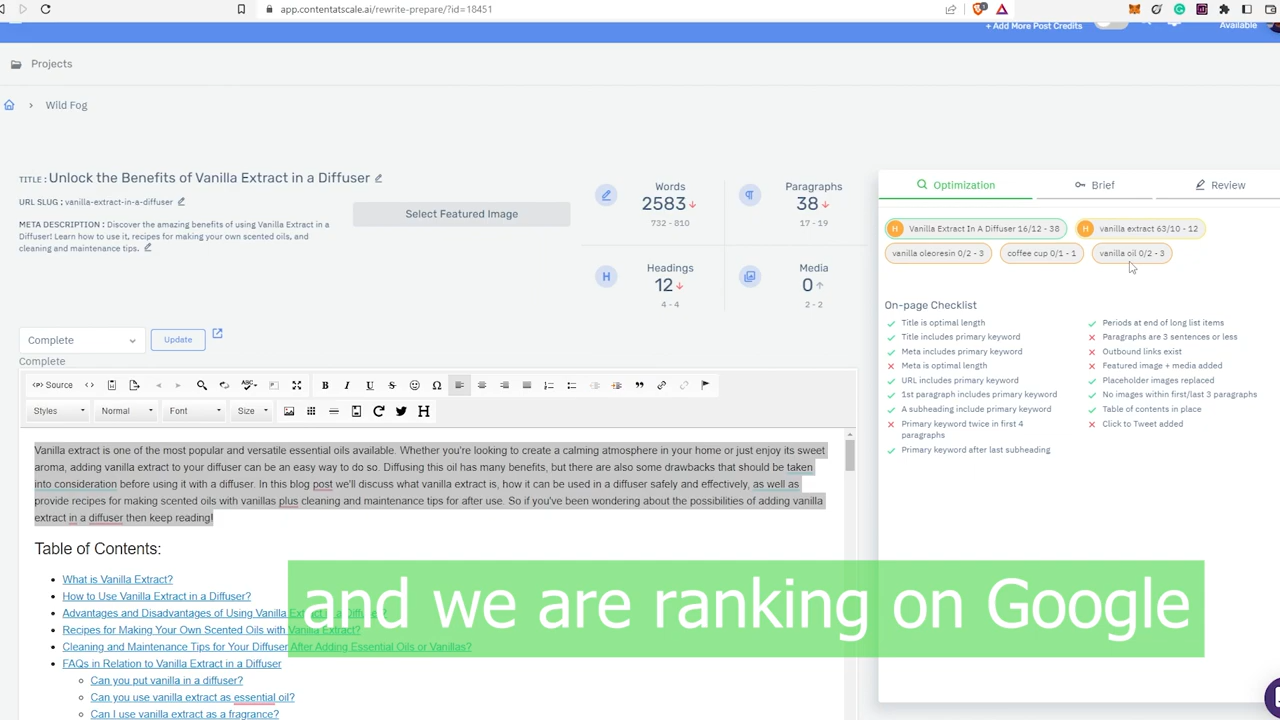 app.contentatscale.ai/rewrite-prepare/?id=18451
+ Add More Post Credits
Available
Projects
Wild Fog
TITLE : Unlock the Benefits of Vanilla Extract in a Diffuser
URL SLUG : vanilla-extract-in-a-diffuser
META DESCRIPTION : Discover the amazing benefits of using Vanilla Extract in a
Diffuser! Learn how to use it, recipes for making your own scented oils, and
cleaning and maintenance tips.
Select Featured Image
Words
2583
732 - 810
Paragraphs
38
17 - 19
Headings
12
4 - 4
Media
0
2 - 2
Complete
Update
Complete
Source
Styles
Normal
Font
Size
Vanilla extract is one of the most popular and versatile essential oils available. Whether you're looking to create a calming atmosphere in your home or just enjoy its sweet
aroma, adding vanilla extract to your diffuser can be an easy way to do so. Diffusing this oil has many benefits, but there are also some drawbacks that should be taken
into consideration before using it with a diffuser. In this blog post we'll discuss what vanilla extract is, how it can be used in a diffuser safely and effectively, as well as
provide recipes for making scented oils with vanillas plus cleaning and maintenance tips for after use. So if you've been wondering about the possibilities of adding vanilla
extract in a diffuser then keep reading!
Table of Contents:
What is Vanilla Extract?
How to Use Vanilla Extract in a Diffuser?
Advantages and Disadvantages of Using Vanilla Extract in a Diffuser?
Recipes for Making Your Own Scented Oils with Vanilla Extract?
Cleaning and Maintenance Tips for Your Diffuser After Adding Essential Oils or Vanillas?
FAQs in Relation to Vanilla Extract in a Diffuser
Can you put vanilla in a diffuser?
Can you use vanilla extract as essential oil?
Can I use vanilla extract as a fragrance?
Optimization
Brief
Review
H Vanilla Extract In A Diffuser 16/12 - 38
H vanilla extract 63/10 - 12
vanilla oleoresin 0/2 - 3
coffee cup 0/1 - 1
vanilla oil 0/2 - 3
On-page Checklist
Title is optimal length
Title includes primary keyword
Meta includes primary keyword
Meta is optimal length
URL includes primary keyword
1st paragraph includes primary keyword
A subheading include primary keyword
Primary keyword twice in first 4
paragraphs
Primary keyword after last subheading
Periods at end of long list items
Paragraphs are 3 sentences or less
Outbound links exist
Featured image + media added
Placeholder images replaced
No images within first/last 3 paragraphs
Table of contents in place
Click to Tweet added
and we are ranking on Google